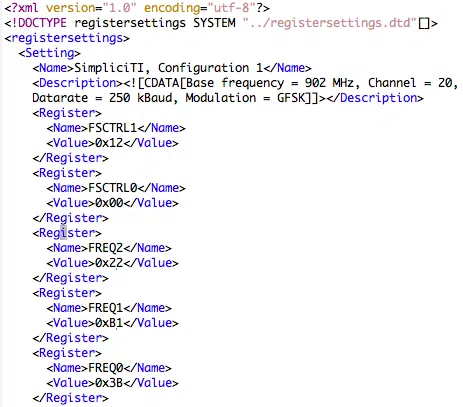 <?xml version="1.0" encoding="utf-8"?>
<!DOCTYPE registersettings SYSTEM "../registersettings.dtd"[]>
<registersettings>
<Setting>
<Name>SimpliciTI, Configuration 1</Name>
<Description><![CDATA[Base frequency = 902 MHz, Channel = 20,
Datarate = 250 kBaud, Modulation = GFSK]]></Description>
<Register>
<Name>FSCTRL1</Name>
<Value>0x12</Value>
</Register>
<Register>
<Name>FSCTRL0</Name>
<Value>0x00</Value>
</Register>
<Register>
<Name>FREQ2</Name>
<Value>0x22</Value>
</Register>
<Register>
<Name>FREQ1</Name>
<Value>0xB1</Value>
</Register>
<Register>
<Name>FREQ0</Name>
<Value>0x3B</Value>
</Register>